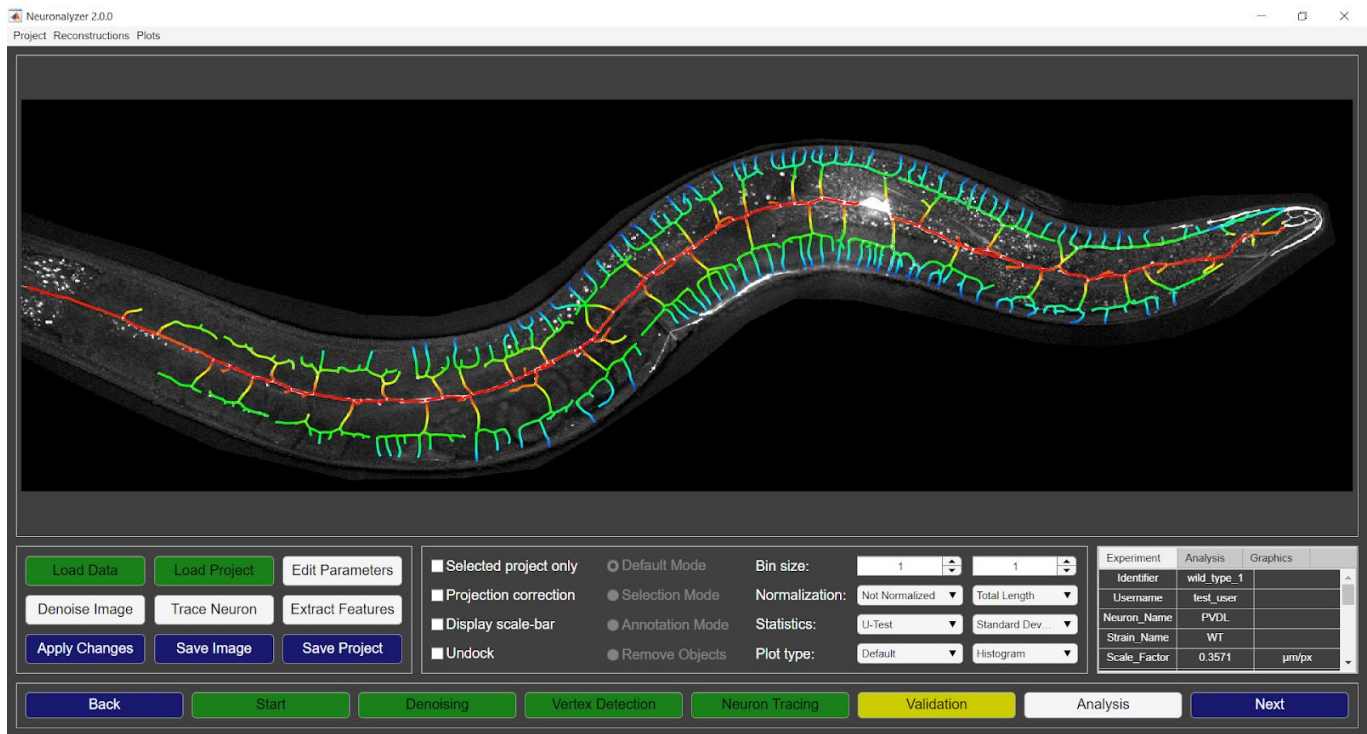 Neuronalyzer 2.0.0
Project Reconstructions Plots
Load Data Load Project Edit Parameters
Denoise Image Trace Neuron Extract Features
Apply Changes Save Image Save Project
Selected project only Default Mode Bin size: 1 1
Projection correction Selection Mode Normalization: Not Normalized Total Length
Display scale-bar Annotation Mode Statistics: U-Test Standard Dev...
Undock Remove Objects Plot type: Default Histogram
Experiment Analysis Graphics
Identifier wild_type_1
Username test_user
Neuron_Name PVDL
Strain_Name WT
Scale_Factor 0.3571 µm/px
Back Start Denoising Vertex Detection Neuron Tracing Validation Analysis Next